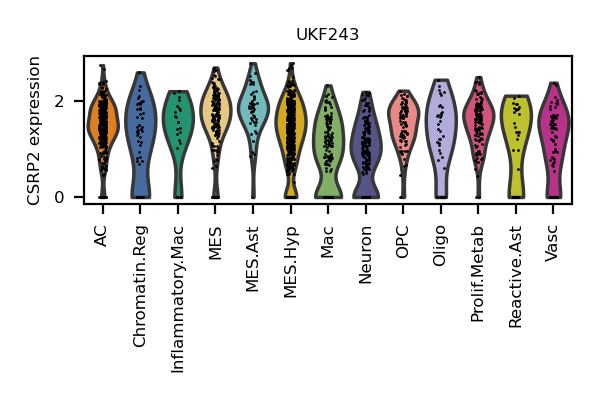 UKF243
CSRP2 expression
2
0
AC
Chromatin.Reg
Inflammatory.Mac
MES
MES.Ast
MES.Hyp
Mac
Neuron
OPC
Oligo
Prolif.Metab
Reactive.Ast
Vasc